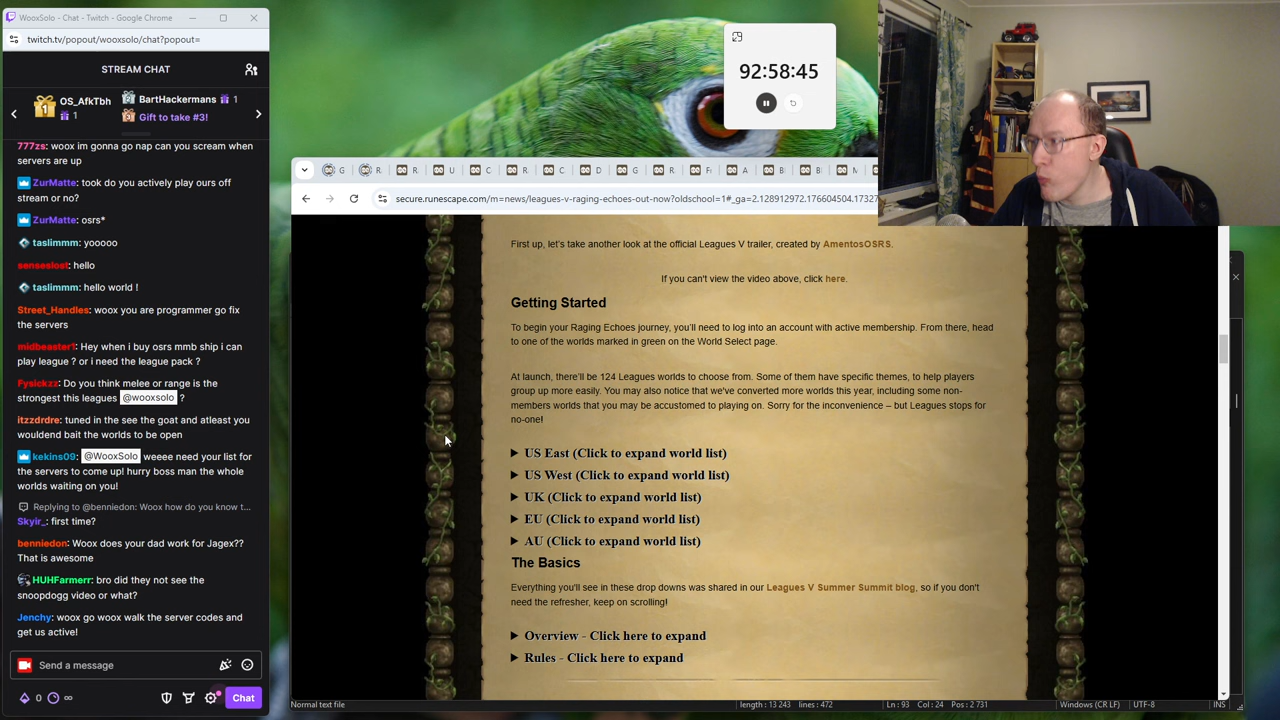 WooxSolo - Chat - Twitch - Google Chrome
twitch.tv/popout/wooxsolo/chat?popout=
STREAM CHAT
1
OS_AfkTbh
1
BartHackermans 1
Gift to take #3!
777zs: woox im gonna go nap can you scream when
servers are up
ZurMatte: took do you actively play ours off
stream or no?
ZurMatte: osrs*
taslimmm: yooooo
senseslost: hello
taslimmm: hello world !
Street_Handles: woox you are programer go fix
the servers
midbeaster1: Hey when i buy osrs mmb ship i can
play league ? or i need the league pack ?
Fysickzz: Do you think melee or range is the
strongest this leagues @wooxsolo ?
itzzdrdre: tuned in the see the goat and atleast you
wouldend bait the worlds to be open
kekins09: @WooxSolo weeee need your list for
the servers to come up! hurry boss man the whole
worlds waiting on you!
Replying to @benniedon: Woox how do you know t...
Skyir_: first time?
benniedon: Woox does your dad work for Jagex??
That is awesome
HUHFarmerr: bro did they not see the
snoopdogg video or what?
Jenchy: woox go woox walk the server codes and
get us active!
Send a message
0 ∞
Chat
92:58:45
G R R U C R C D G R F A B B M
secure.runescape.com/m=news/leagues-v-raging-echoes-out-now?oldschool=1#_ga=2.128912972.176604504.17327
First up, let's take another look at the official Leagues V trailer, created by AmentosOSRS.
If you can't view the video above, click here.
Getting Started
To begin your Raging Echoes journey, you'll need to log into an account with active membership. From there, head
to one of the worlds marked in green on the World Select page.
At launch, there'll be 124 Leagues worlds to choose from. Some of them have specific themes, to help players
group up more easily. You may also notice that we've converted more worlds this year, including some non-
members worlds that you may be accustomed to playing on. Sorry for the inconvenience – but Leagues stops for
no-one!
US East (Click to expand world list)
US West (Click to expand world list)
UK (Click to expand world list)
EU (Click to expand world list)
AU (Click to expand world list)
The Basics
Everything you'll see in these drop downs was shared in our Leagues V Summer Summit blog, so if you don't
need the refresher, keep on scrolling!
Overview - Click here to expand
Rules - Click here to expand
Normal text file
length : 13 243 lines : 472
Ln : 93 Col : 24 Pos : 2 731
Windows (CR LF)
UTF-8
INS